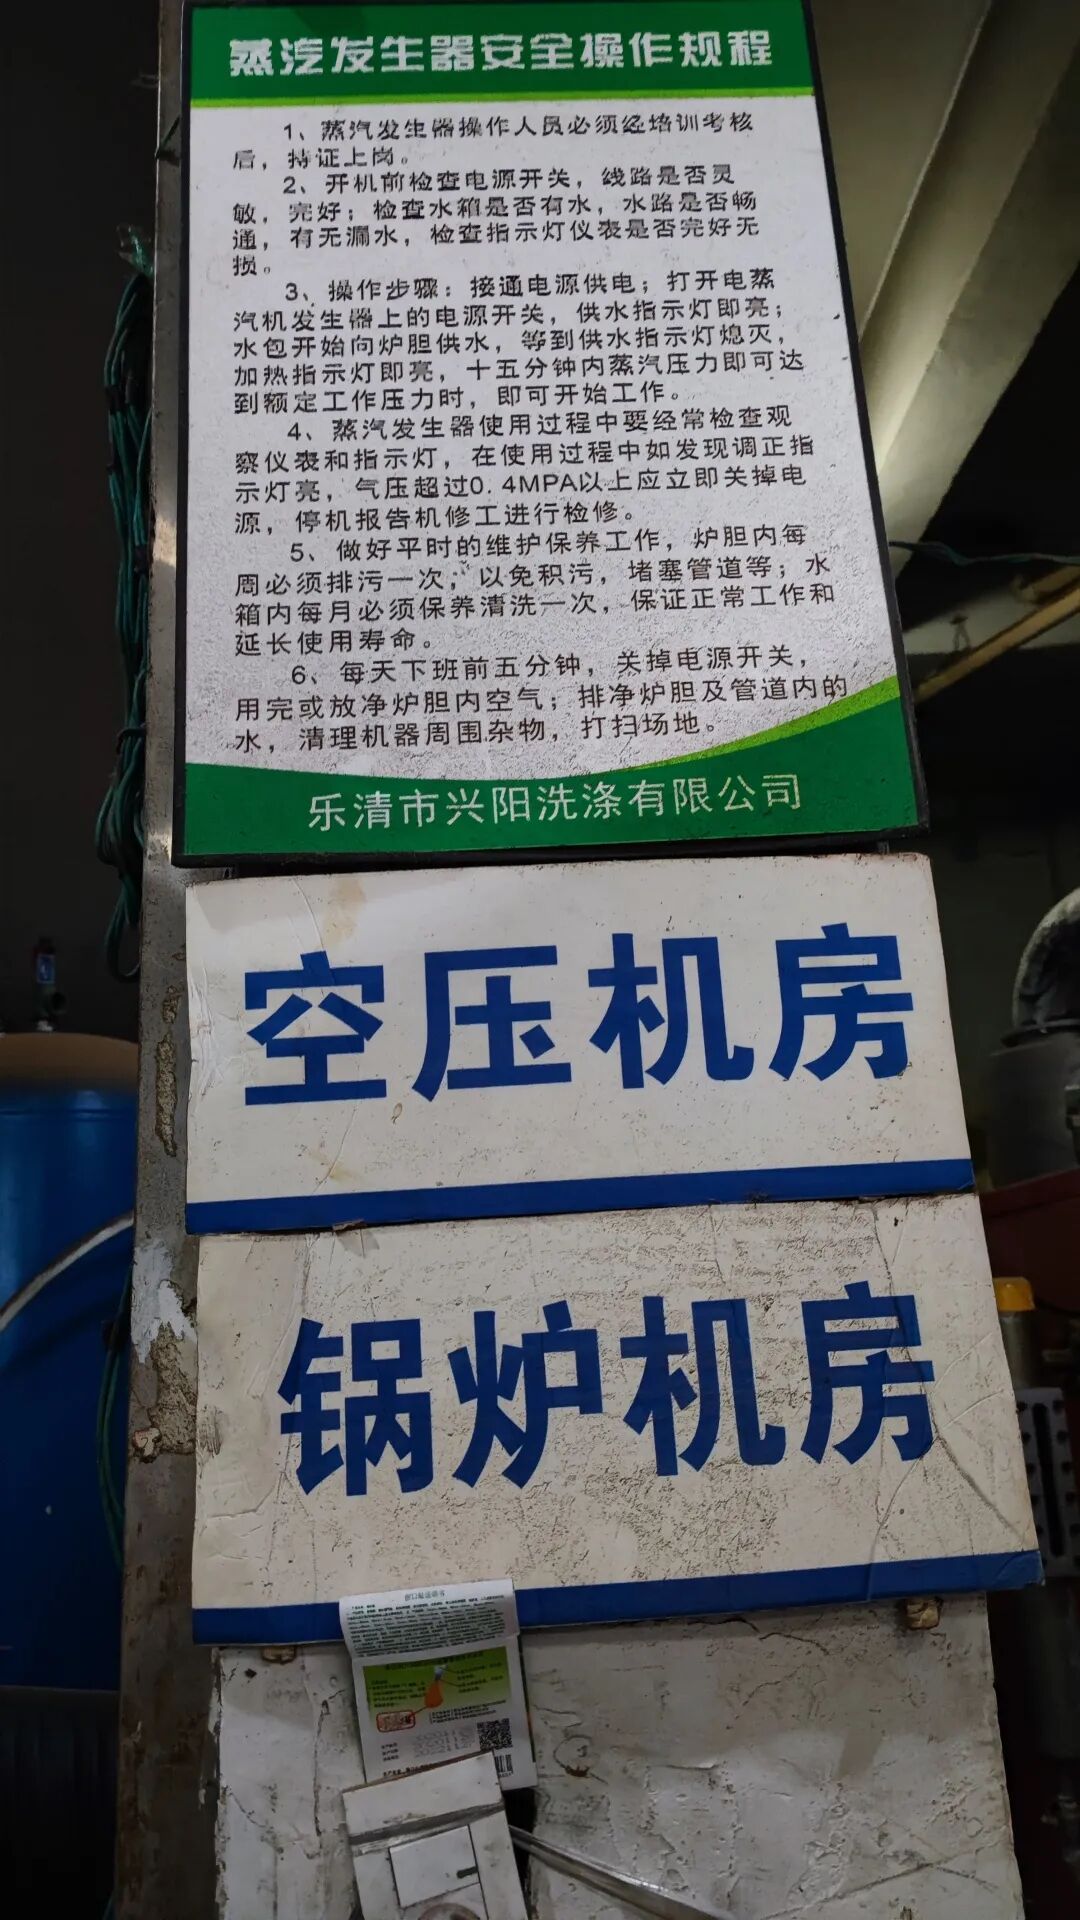 蒸汽发生器安全操作规程
1、蒸汽发生器操作人员必须经培训考核
后，持证上岗。
2、开机前检查电源开关，线路是否灵
敏，完好；检查水箱是否有水，水路是否畅
通，有无漏水，检查指示灯仪表是否完好无
损。
3、操作步骤：接通电源供电；打开电蒸
汽机发生器上的电源开关，供水指示灯即亮；
水包开始向炉胆供水，等到供水指示灯熄灭，
加热指示灯即亮，十五分钟内蒸汽压力即可达
到额定工作压力时，即可开始工作。
4、蒸汽发生器使用过程中要经常检查观
察仪表和指示灯，在使用过程中如发现调正指
示灯亮，气压超过0.4MPA以上应立即关掉电
源，停机报告机修工进行检修。
5、做好平时的维护保养工作，炉胆内每
周必须排污一次，以免积污，堵塞管道等；水
箱内每月必须保养清洗一次，保证正常工作和
延长使用寿命。
6、每天下班前五分钟，关掉电源开关，
用完或放净炉胆内空气；排净炉胆及管道内的
水，清理机器周围杂物，打扫场地。
乐清市兴阳洗涤有限公司
空压机房
锅炉机房